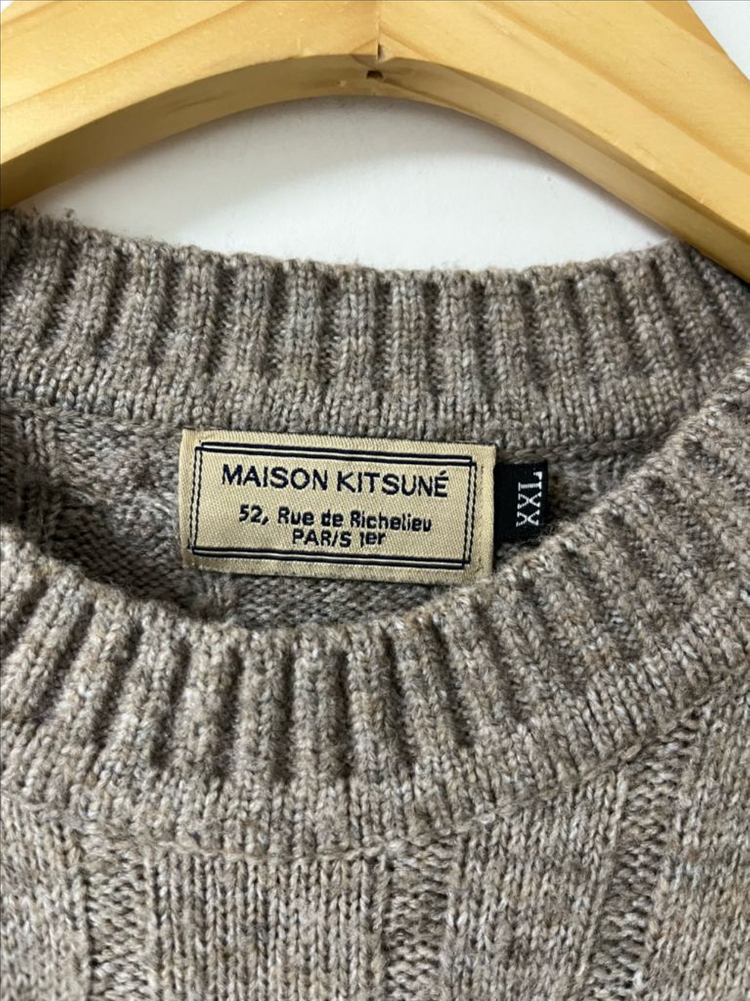 MAISON KITSUNÉ
52, Rue de Richelieu
PARIS 1er
XXL